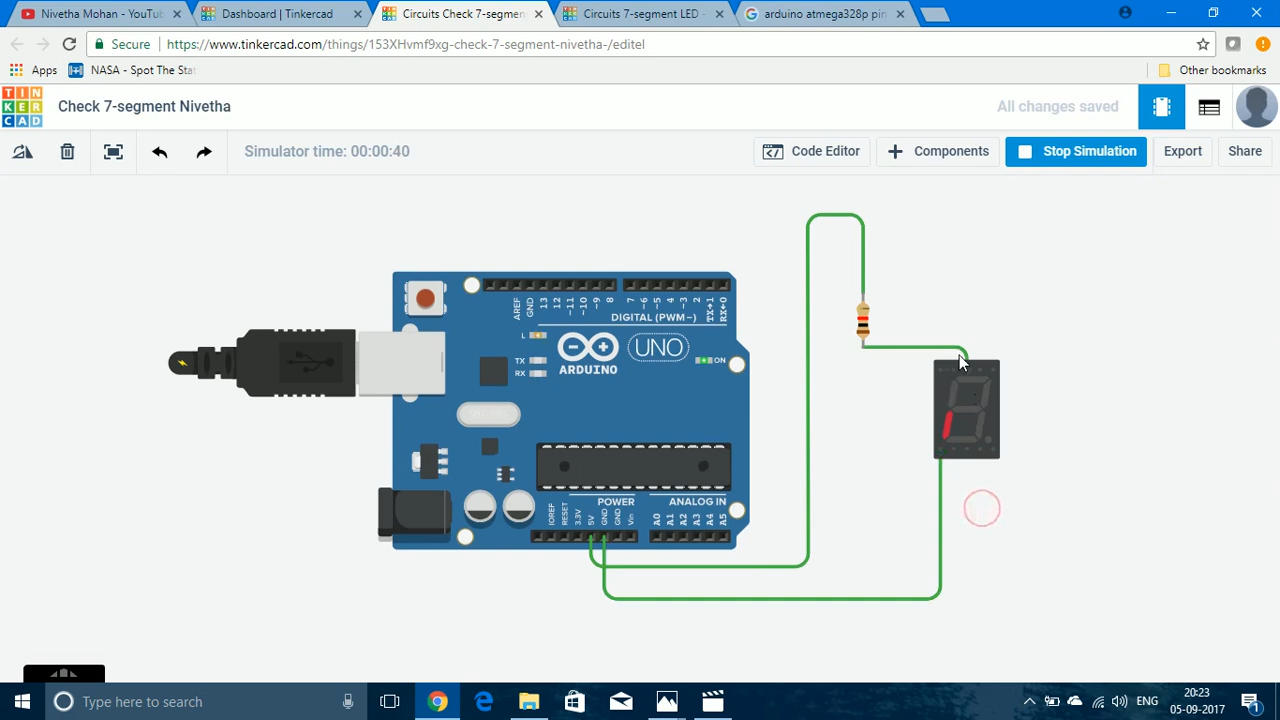 Nivetha Mohan - YouTu
Dashboard | Tinkercad
Circuits Check 7-segmen
Circuits 7-segment LED -
arduino atmega328p pin
Secure
https://www.tinkercad.com/things/153XHvmf9xg-check-7-segment-nivetha-/editel
Apps
NASA - Spot The Stat
Other bookmarks
TIN
KER
CAD
Check 7-segment Nivetha
All changes saved
Simulator time: 00:00:40
Code Editor
Components
Stop Simulation
Export
Share
AREF
GND
13
12
~11
~10
~9
8
7
~6
~5
4
~3
2
TX→1
RX←0
DIGITAL (PWM~)
L
TX
RX
ARDUINO
UNO
ON
POWER
ANALOG IN
IOREF
RESET
3.3V
5V
GND
GND
Vin
A0
A1
A2
A3
A4
A5
Type here to search
ENG
20:23
05-09-2017
1